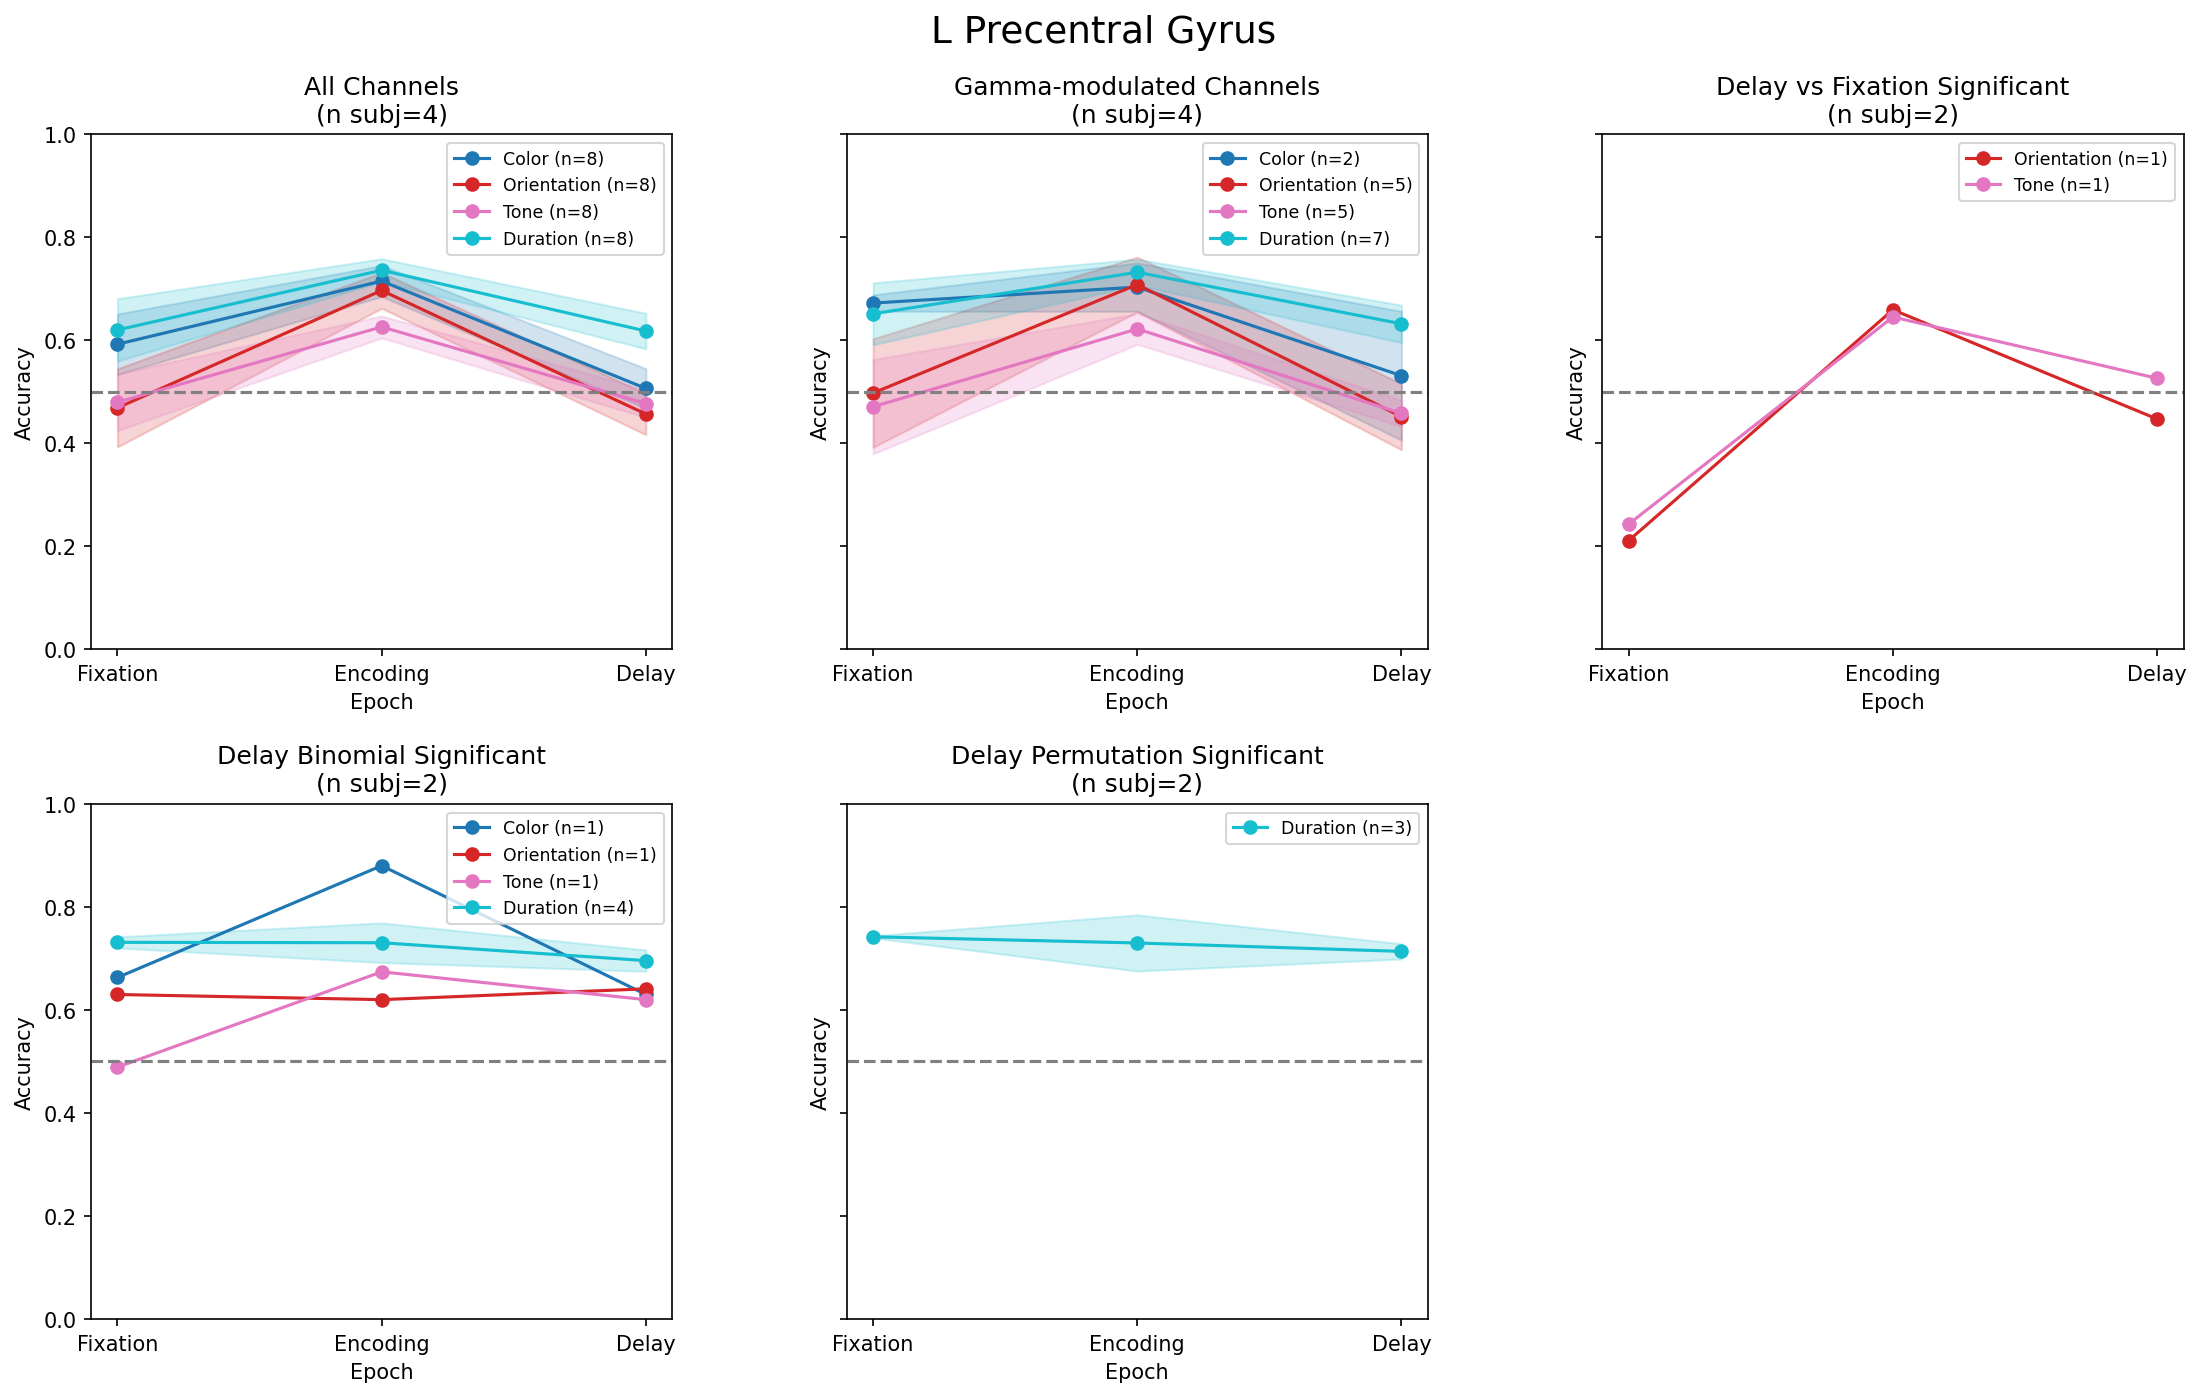 L Precentral Gyrus
All Channels
(n subj=4)
Color (n=8)
Orientation (n=8)
Tone (n=8)
Duration (n=8)
1.0
0.8
0.6
0.4
0.2
0.0
Accuracy
Fixation
Encoding
Delay
Epoch
Gamma-modulated Channels
(n subj=4)
Color (n=2)
Orientation (n=5)
Tone (n=5)
Duration (n=7)
Accuracy
Fixation
Encoding
Delay
Epoch
Delay vs Fixation Significant
(n subj=2)
Orientation (n=1)
Tone (n=1)
Accuracy
Fixation
Encoding
Delay
Epoch
Delay Binomial Significant
(n subj=2)
Color (n=1)
Orientation (n=1)
Tone (n=1)
Duration (n=4)
1.0
0.8
0.6
0.4
0.2
0.0
Accuracy
Fixation
Encoding
Delay
Epoch
Delay Permutation Significant
(n subj=2)
Duration (n=3)
Accuracy
Fixation
Encoding
Delay
Epoch